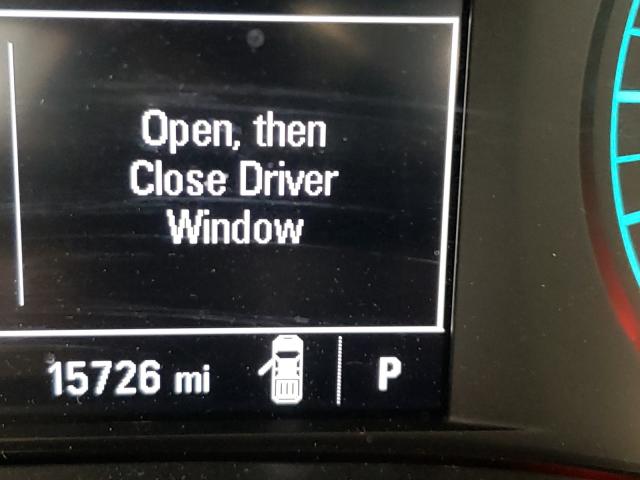 Open, then
Close Driver
Window
15726 mi
P